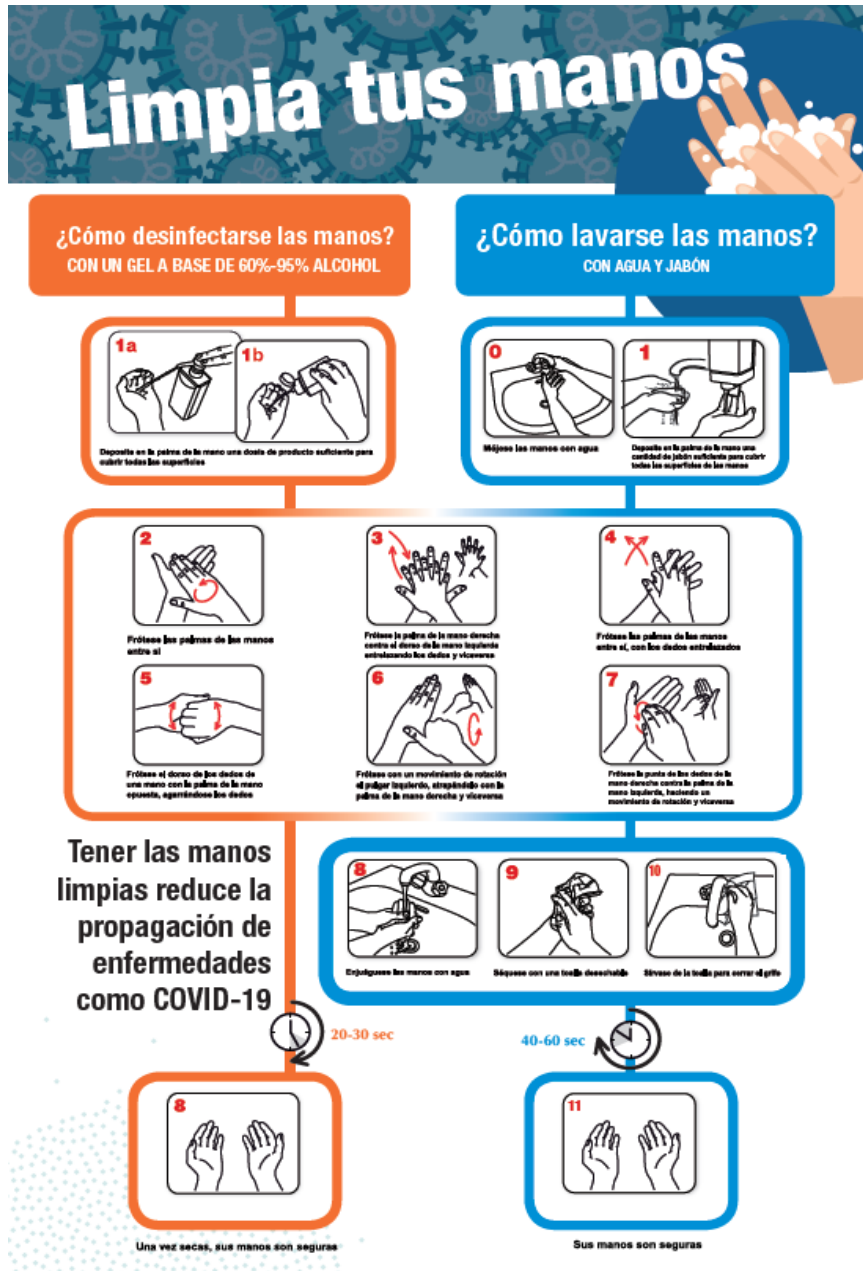 Limpia tus manos
¿Cómo desinfectarse las manos?
CON UN GEL A BASE DE 60%-95% ALCOHOL
¿Cómo lavarse las manos?
CON AGUA Y JABÓN
1a
1b
Deposite en la palma de la mano una dosis de producto suficiente para
cubrir todas las superficies
0
Mójese las manos con agua
1
Deposite en la palma de la mano una
cantidad de jabón suficiente para cubrir
todas las superficies de las manos
2
Frótese las palmas de las manos
entre sí
3
Frótese la palma de la mano derecha
contra el dorso de la mano izquierda
entrelazando los dedos y viceversa
4
Frótese las palmas de las manos
entre sí, con los dedos entrelazados
5
Frótese el dorso de los dedos de
una mano con la palma de la mano
opuesta, agarrándose los dedos
6
Frótese con un movimiento de rotación
el pulgar izquierdo, atrapándolo con la
palma de la mano derecha y viceversa
7
Frótese la punta de los dedos de la
mano derecha contra la palma de la
mano izquierda, haciendo un
movimiento de rotación y viceversa
Tener las manos
limpias reduce la
propagación de
enfermedades
como COVID-19
8
Enjuáguese las manos con agua
9
Séquese con una toalla desechable
10
Sírvase de la toalla para cerrar el grifo
20-30 sec
40-60 sec
8
Una vez secas, sus manos son seguras
11
Sus manos son seguras